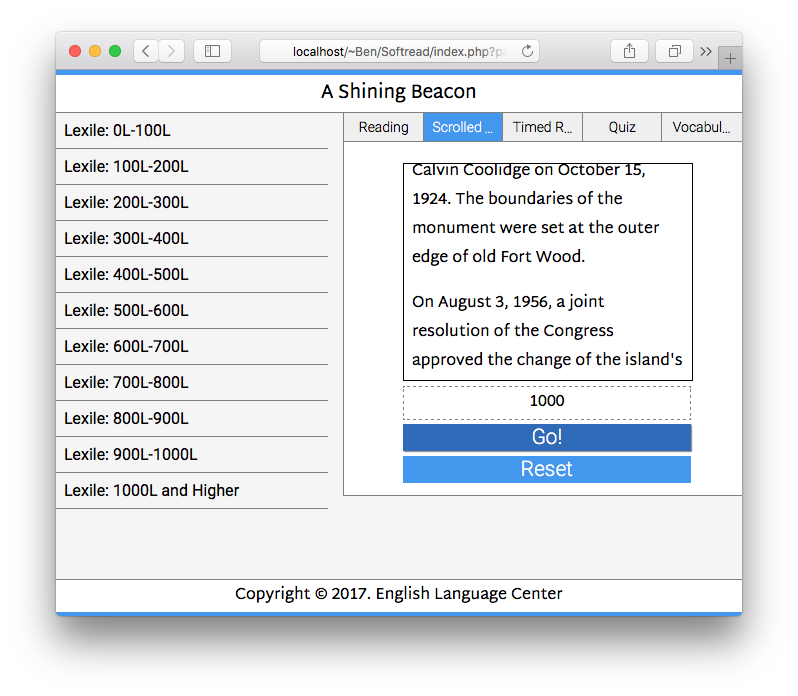 localhost/~Ben/Softread/index.php?pa
A Shining Beacon
Lexile: 0L-100L
Lexile: 100L-200L
Lexile: 200L-300L
Lexile: 300L-400L
Lexile: 400L-500L
Lexile: 500L-600L
Lexile: 600L-700L
Lexile: 700L-800L
Lexile: 800L-900L
Lexile: 900L-1000L
Lexile: 1000L and Higher
Reading Scrolled ... Timed R... Quiz Vocabul...
Calvin Coolidge on October 15,
1924. The boundaries of the
monument were set at the outer
edge of old Fort Wood.
On August 3, 1956, a joint
resolution of the Congress
approved the change of the island's
1000
Go!
Reset
Copyright © 2017. English Language Center